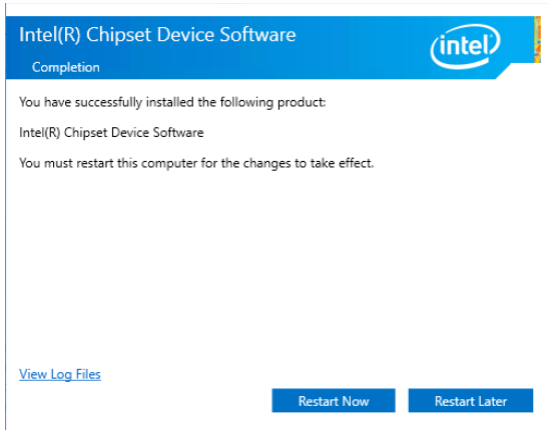 Intel(R) Chipset Device Software
intel
Completion
You have successfully installed the following product:
Intel(R) Chipset Device Software
You must restart this computer for the changes to take effect.
View Log Files
Restart Now
Restart Later